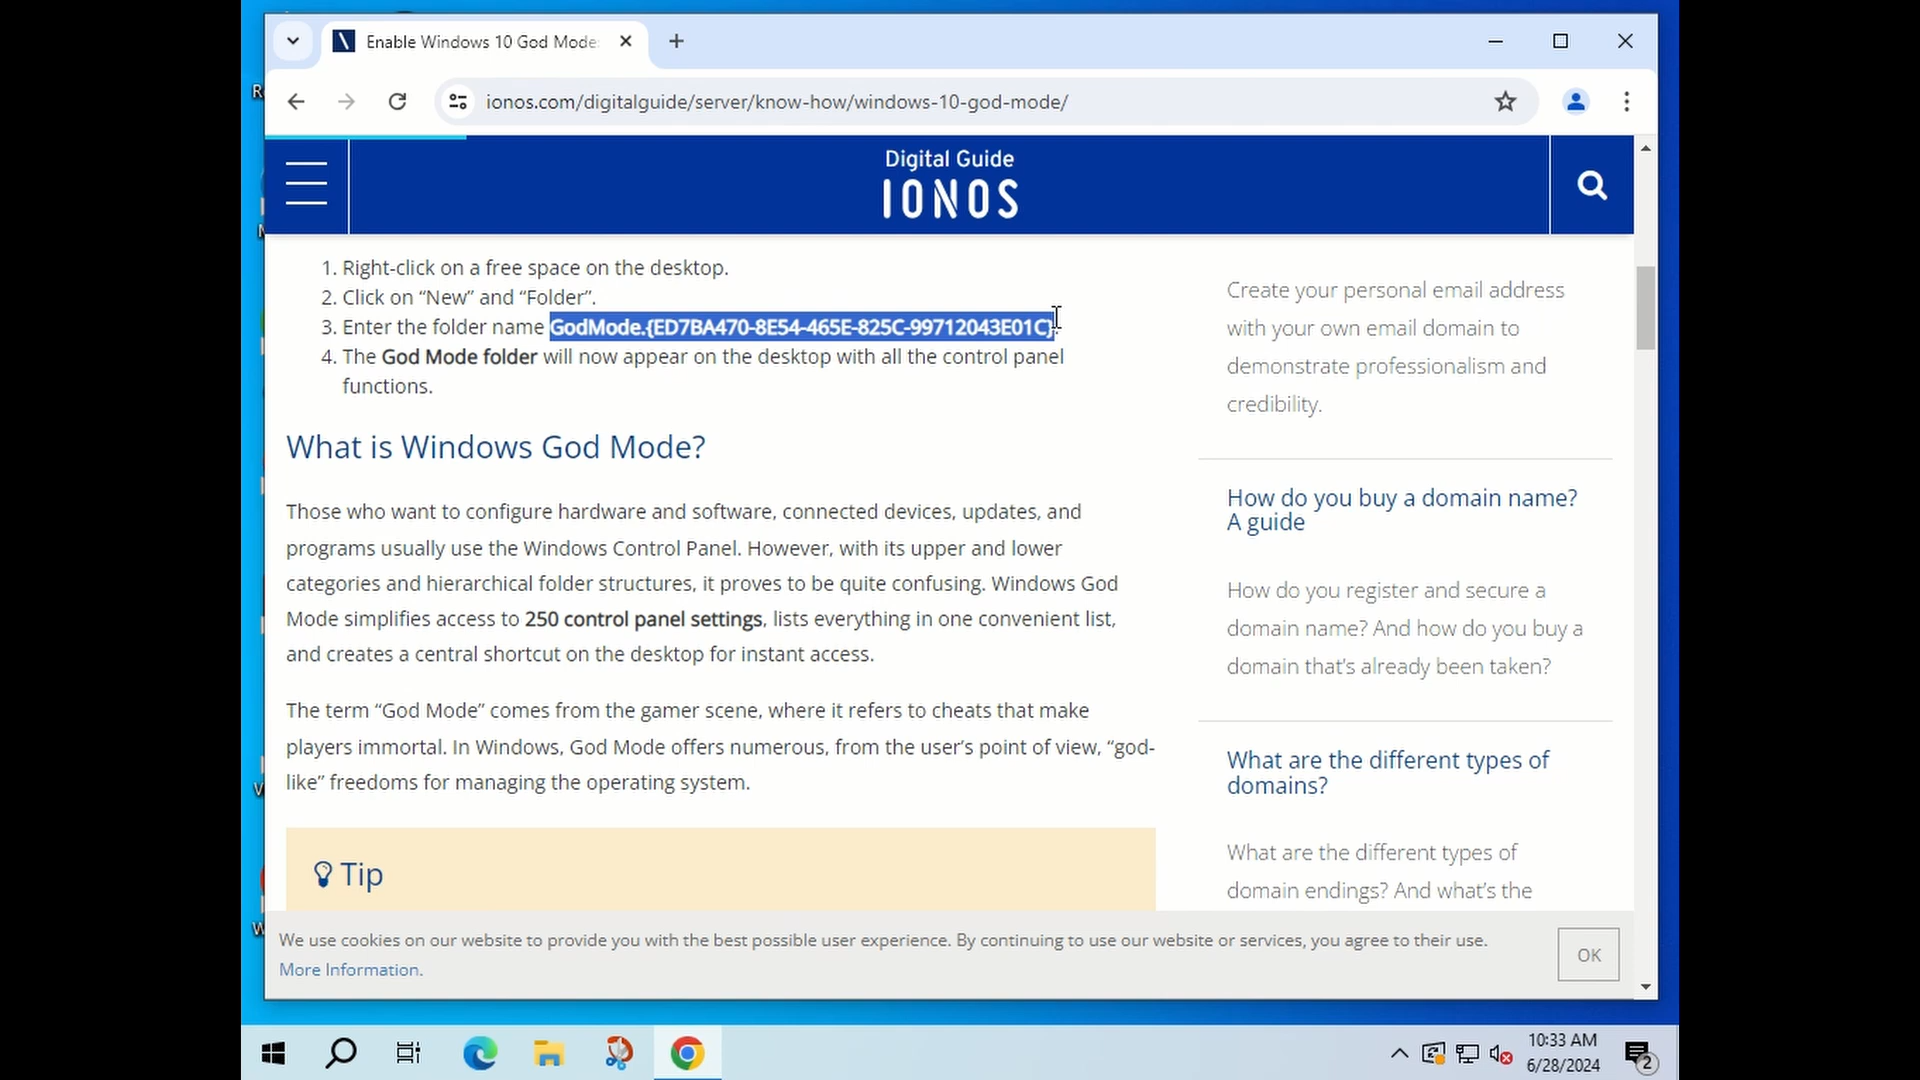 Enable Windows 10 God Mode:
ionos.com/digitalguide/server/know-how/windows-10-god-mode/
Digital Guide
IONOS
1. Right-click on a free space on the desktop.
2. Click on “New” and “Folder”.
3. Enter the folder name GodMode.{ED7BA470-8E54-465E-825C-99712043E01C}.
4. The God Mode folder will now appear on the desktop with all the control panel
functions.
What is Windows God Mode?
Those who want to configure hardware and software, connected devices, updates, and
programs usually use the Windows Control Panel. However, with its upper and lower
categories and hierarchical folder structures, it proves to be quite confusing. Windows God
Mode simplifies access to 250 control panel settings, lists everything in one convenient list,
and creates a central shortcut on the desktop for instant access.
The term “God Mode” comes from the gamer scene, where it refers to cheats that make
players immortal. In Windows, God Mode offers numerous, from the user’s point of view, “god-
like” freedoms for managing the operating system.
Tip
Create your personal email address
with your own email domain to
demonstrate professionalism and
credibility.
How do you buy a domain name?
A guide
How do you register and secure a
domain name? And how do you buy a
domain that’s already been taken?
What are the different types of
domains?
What are the different types of
domain endings? And what’s the
We use cookies on our website to provide you with the best possible user experience. By continuing to use our website or services, you agree to their use.
More Information.
OK
10:33 AM
6/28/2024
2